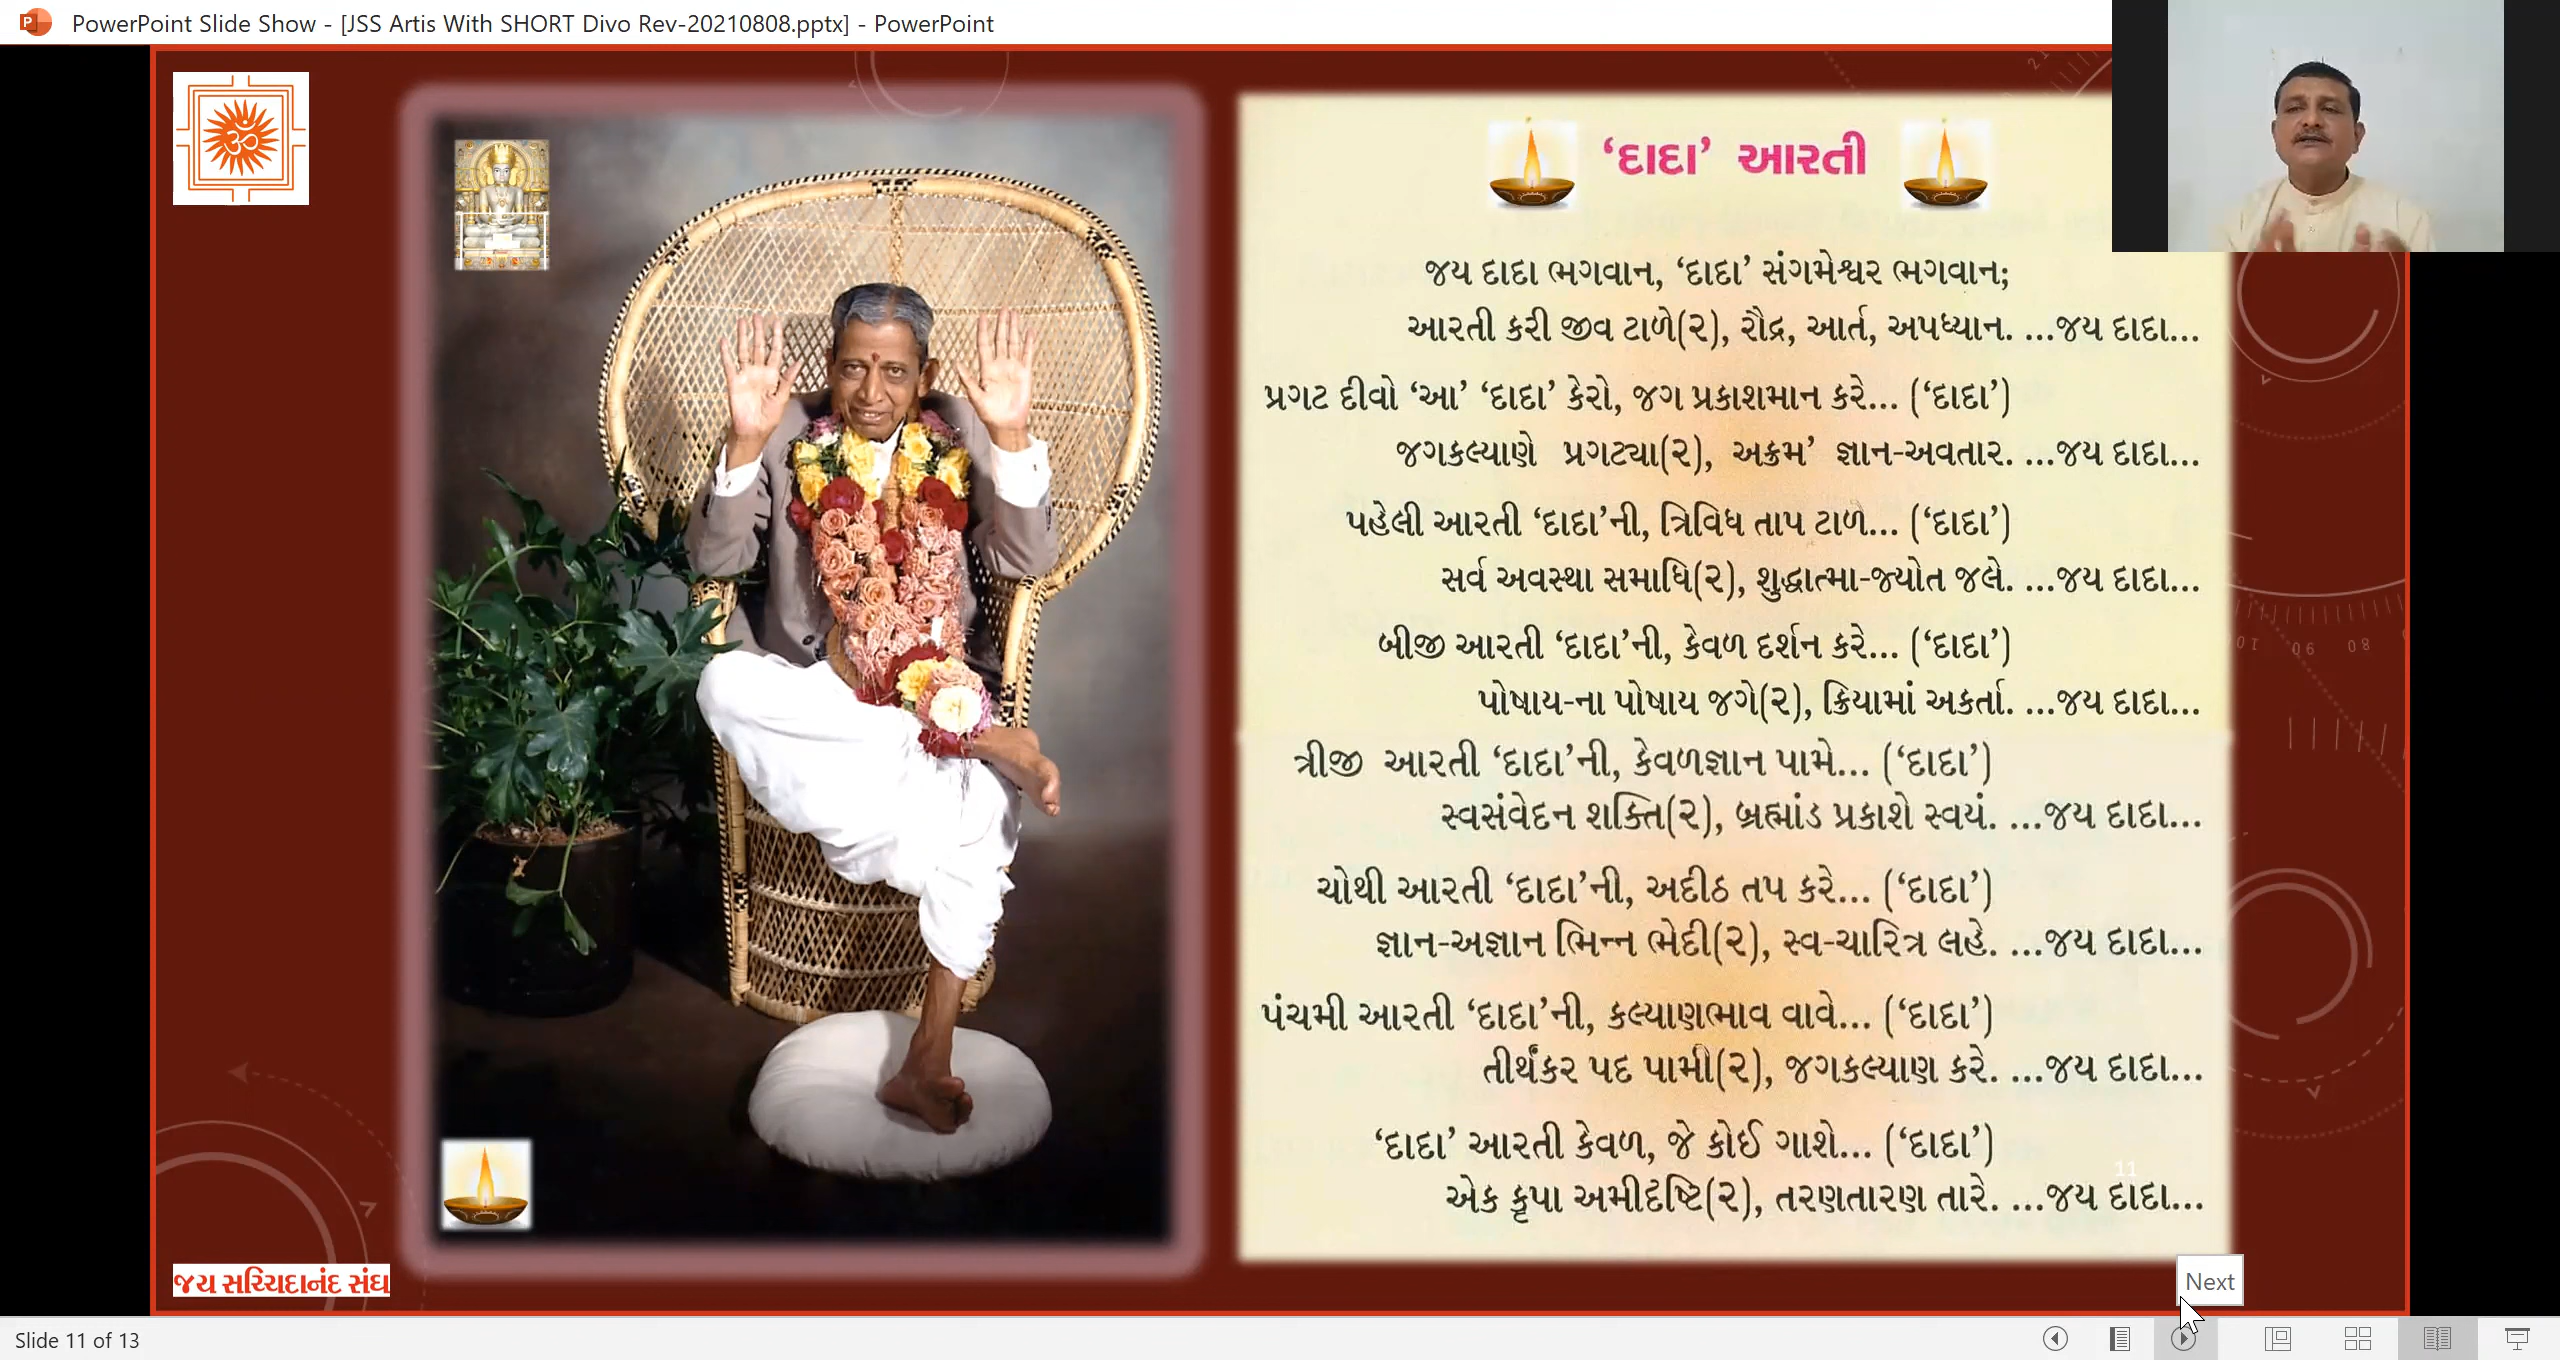 PowerPoint Slide Show - [JSS Artis With SHORT Divo Rev-20210808.pptx] - PowerPoint
‘દાદા’ આરતી
જય દાદા ભગવાન, ‘દાદા’ સંગમેશ્વર ભગવાન;
આરતી કરી જીવ ટાળે(૨), રૌદ્ર, આર્ત, અપધ્યાન. ...જય દાદા...
પ્રગટ દીવો ‘આ’ ‘દાદા’ કેરો, જગ પ્રકાશમાન કરે... (‘દાદા’)
જગકલ્યાણે પ્રગટ્યા(૨), અક્રમ’ જ્ઞાન-અવતાર. ...જય દાદા...
પહેલી આરતી ‘દાદા’ની, ત્રિવિધ તાપ ટાળે... (‘દાદા’)
સર્વ અવસ્થા સમાધિ(૨), શુદ્ધાત્મા-જ્યોત જલે. ...જય દાદા...
બીજી આરતી ‘દાદા’ની, કેવળ દર્શન કરે... (‘દાદા’)
પોષાય-ના પોષાય જગે(૨), ક્રિયામાં અકર્તા. ...જય દાદા...
ત્રીજી આરતી ‘દાદા’ની, કેવળજ્ઞાન પામે... (‘દાદા’)
સ્વસંવેદન શક્તિ(૨), બ્રહ્માંડ પ્રકાશે સ્વયં. ...જય દાદા...
ચોથી આરતી ‘દાદા’ની, અદીઠ તપ કરે... (‘દાદા’)
જ્ઞાન-અજ્ઞાન ભિન્ન ભેદી(૨), સ્વ-ચારિત્ર લહે. ...જય દાદા...
પંચમી આરતી ‘દાદા’ની, કલ્યાણભાવ વાવે... (‘દાદા’)
તીર્થંકર પદ પામી(૨), જગકલ્યાણ કરે. ...જય દાદા...
‘દાદા’ આરતી કેવળ, જે કોઈ ગાશે... (‘દાદા’)
11
એક કૃપા અમીદૃષ્ટિ(૨), તરણતારણ તારે. ...જય દાદા...
જય સચ્ચિદાનંદ સંઘ
Next
Slide 11 of 13